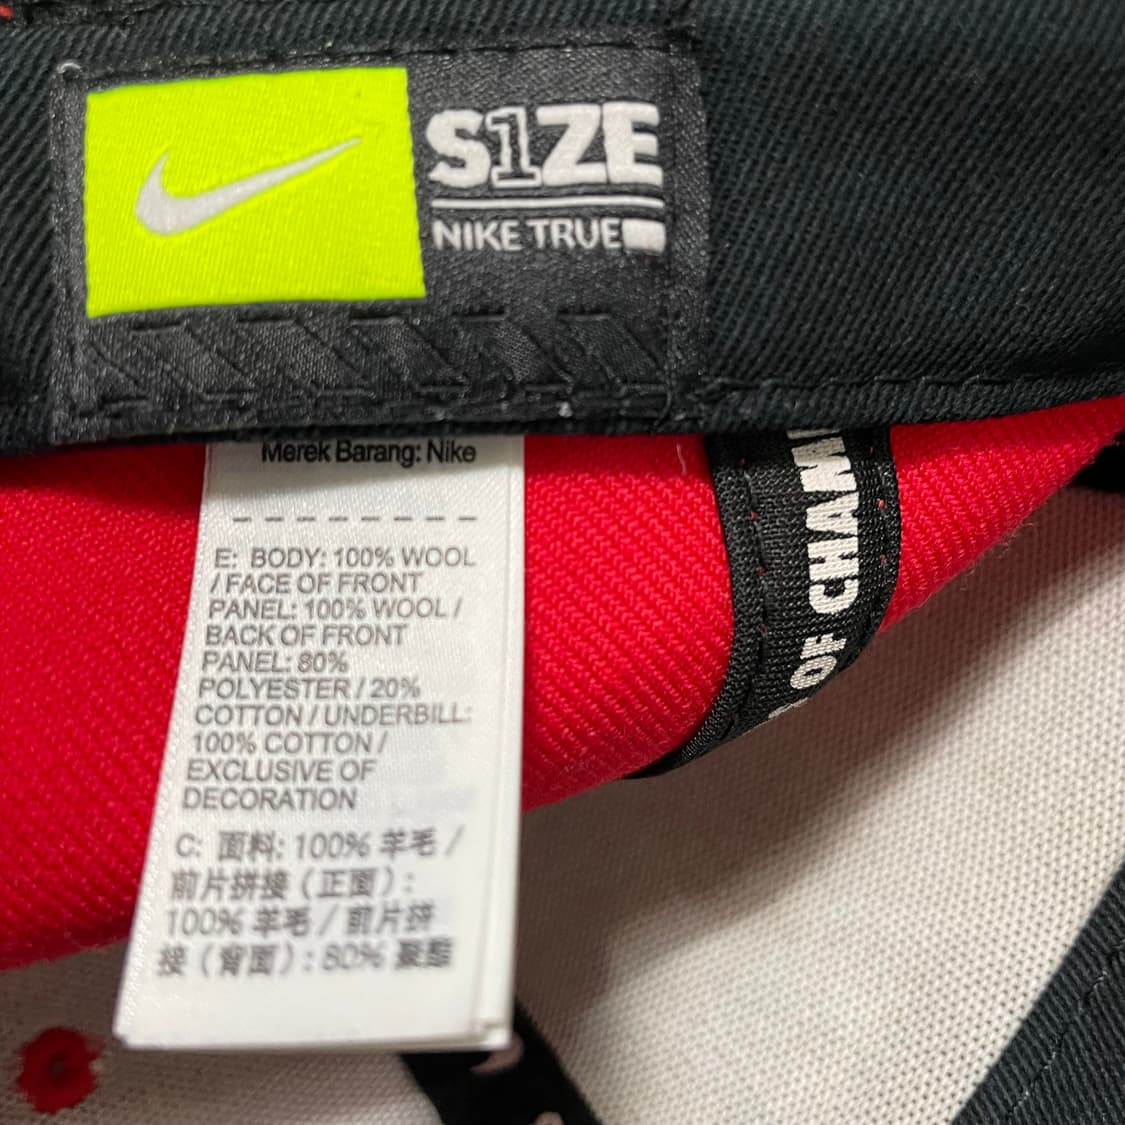 S1ZE
NIKE TRUE
Merek Barang: Nike
E: BODY: 100% WOOL
/ FACE OF FRONT
PANEL: 100% WOOL /
BACK OF FRONT
PANEL: 80%
POLYESTER / 20%
COTTON / UNDERBILL:
100% COTTON /
EXCLUSIVE OF
DECORATION
C: 面料: 100% 羊毛 /
前片拼接（正面）:
100% 羊毛 / 前片拼
接（背面）: 80% 聚酯
OF CHAM